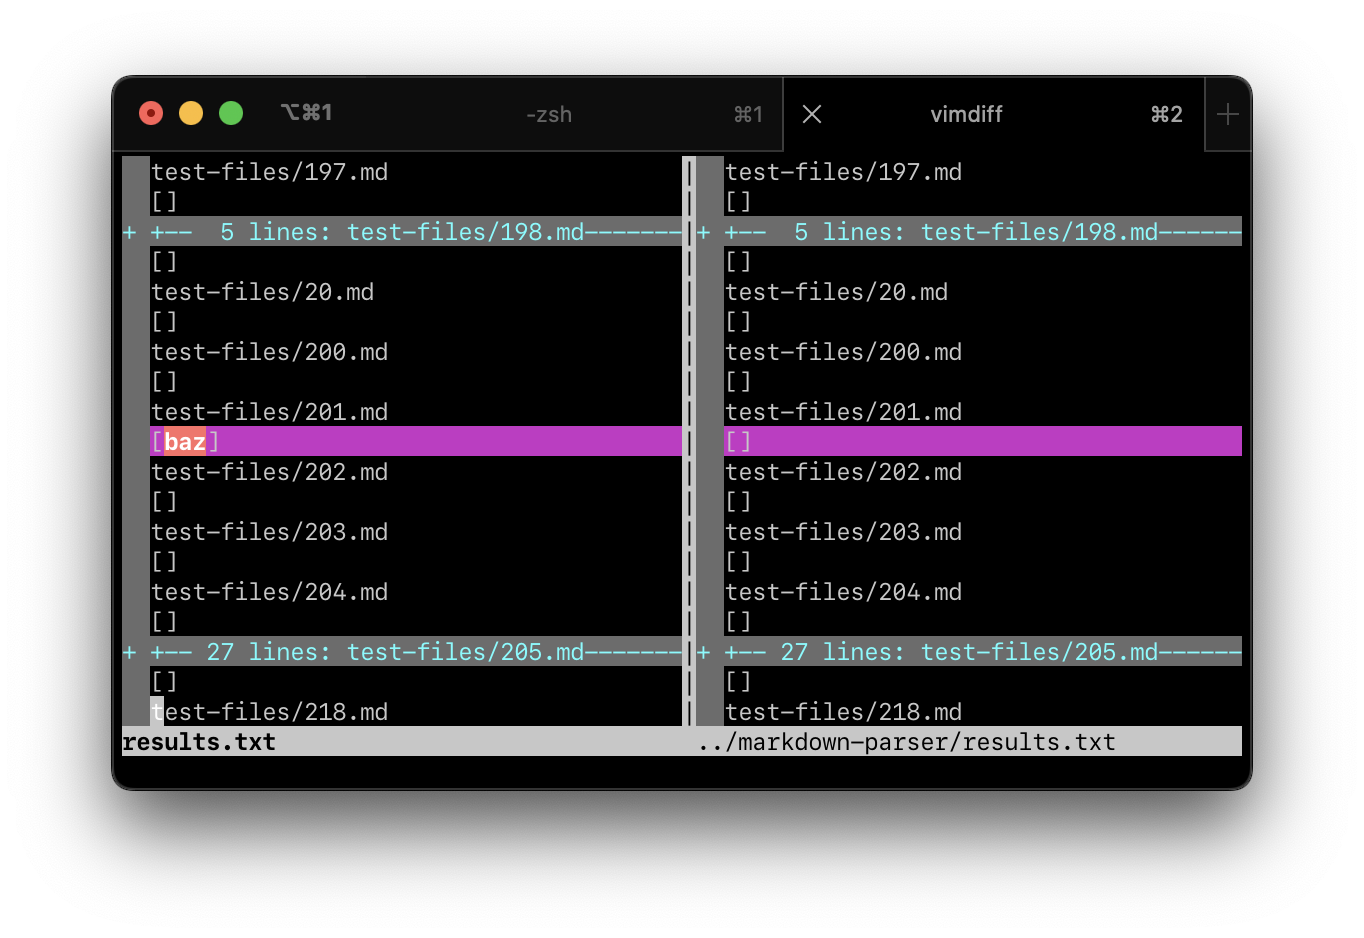 ⌥⌘1 -zsh ⌘1 vimdiff ⌘2
test-files/197.md
[]
+ +-- 5 lines: test-files/198.md-------
[]
test-files/20.md
[]
test-files/200.md
[]
test-files/201.md
[baz]
test-files/202.md
[]
test-files/203.md
[]
test-files/204.md
[]
+ +-- 27 lines: test-files/205.md-------
[]
test-files/218.md
results.txt
test-files/197.md
[]
+ +-- 5 lines: test-files/198.md------
[]
test-files/20.md
[]
test-files/200.md
[]
test-files/201.md
[]
test-files/202.md
[]
test-files/203.md
[]
test-files/204.md
[]
+ +-- 27 lines: test-files/205.md------
[]
test-files/218.md
../markdown-parser/results.txt